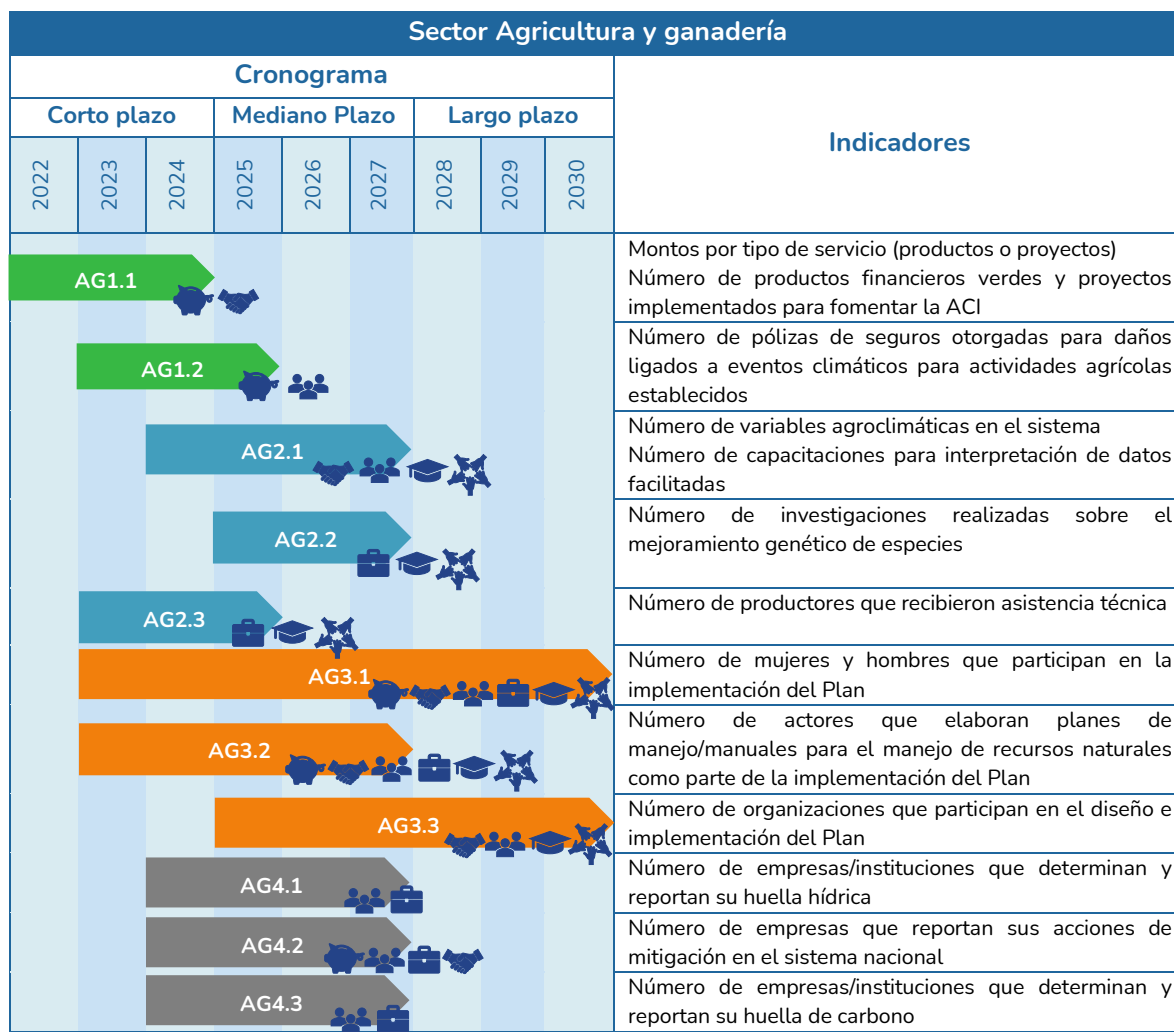 Sector Agricultura y ganadería
Cronograma
Indicadores
Corto plazo
Mediano Plazo
Largo plazo
2022
2023
2024
2025
2026
2027
2028
2029
2030
AG1.1
Montos por tipo de servicio (productos o proyectos)
Número de productos financieros verdes y proyectos
implementados para fomentar la ACI
AG1.2
Número de pólizas de seguros otorgadas para daños
ligados a eventos climáticos para actividades agrícolas
establecidos
AG2.1
Número de variables agroclimáticas en el sistema
Número de capacitaciones para interpretación de datos
facilitadas
AG2.2
Número de investigaciones realizadas sobre el
mejoramiento genético de especies
AG2.3
Número de productores que recibieron asistencia técnica
AG3.1
Número de mujeres y hombres que participan en la
implementación del Plan
AG3.2
Número de actores que elaboran planes de
manejo/manuales para el manejo de recursos naturales
como parte de la implementación del Plan
AG3.3
Número de organizaciones que participan en el diseño e
implementación del Plan
AG4.1
Número de empresas/instituciones que determinan y
reportan su huella hídrica
AG4.2
Número de empresas que reportan sus acciones de
mitigación en el sistema nacional
AG4.3
Número de empresas/instituciones que determinan y
reportan su huella de carbono